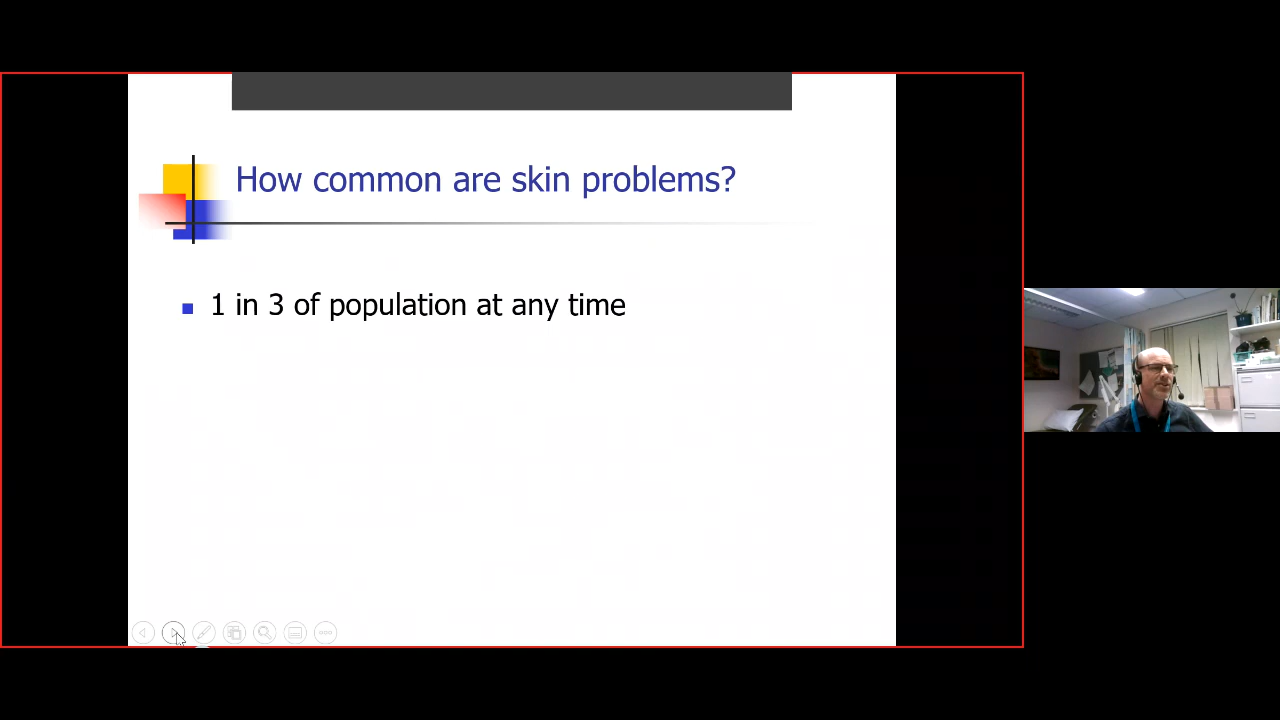 How common are skin problems?
1 in 3 of population at any time